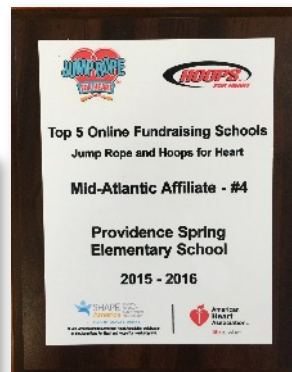 JUMP ROPE
FOR HEART
HOOPS
FOR HEART
Top 5 Online Fundraising Schools
Jump Rope and Hoops for Heart
Mid-Atlantic Affiliate - #4
Providence Spring
Elementary School
2015 - 2016
SHAPE
America
American
Heart
Association